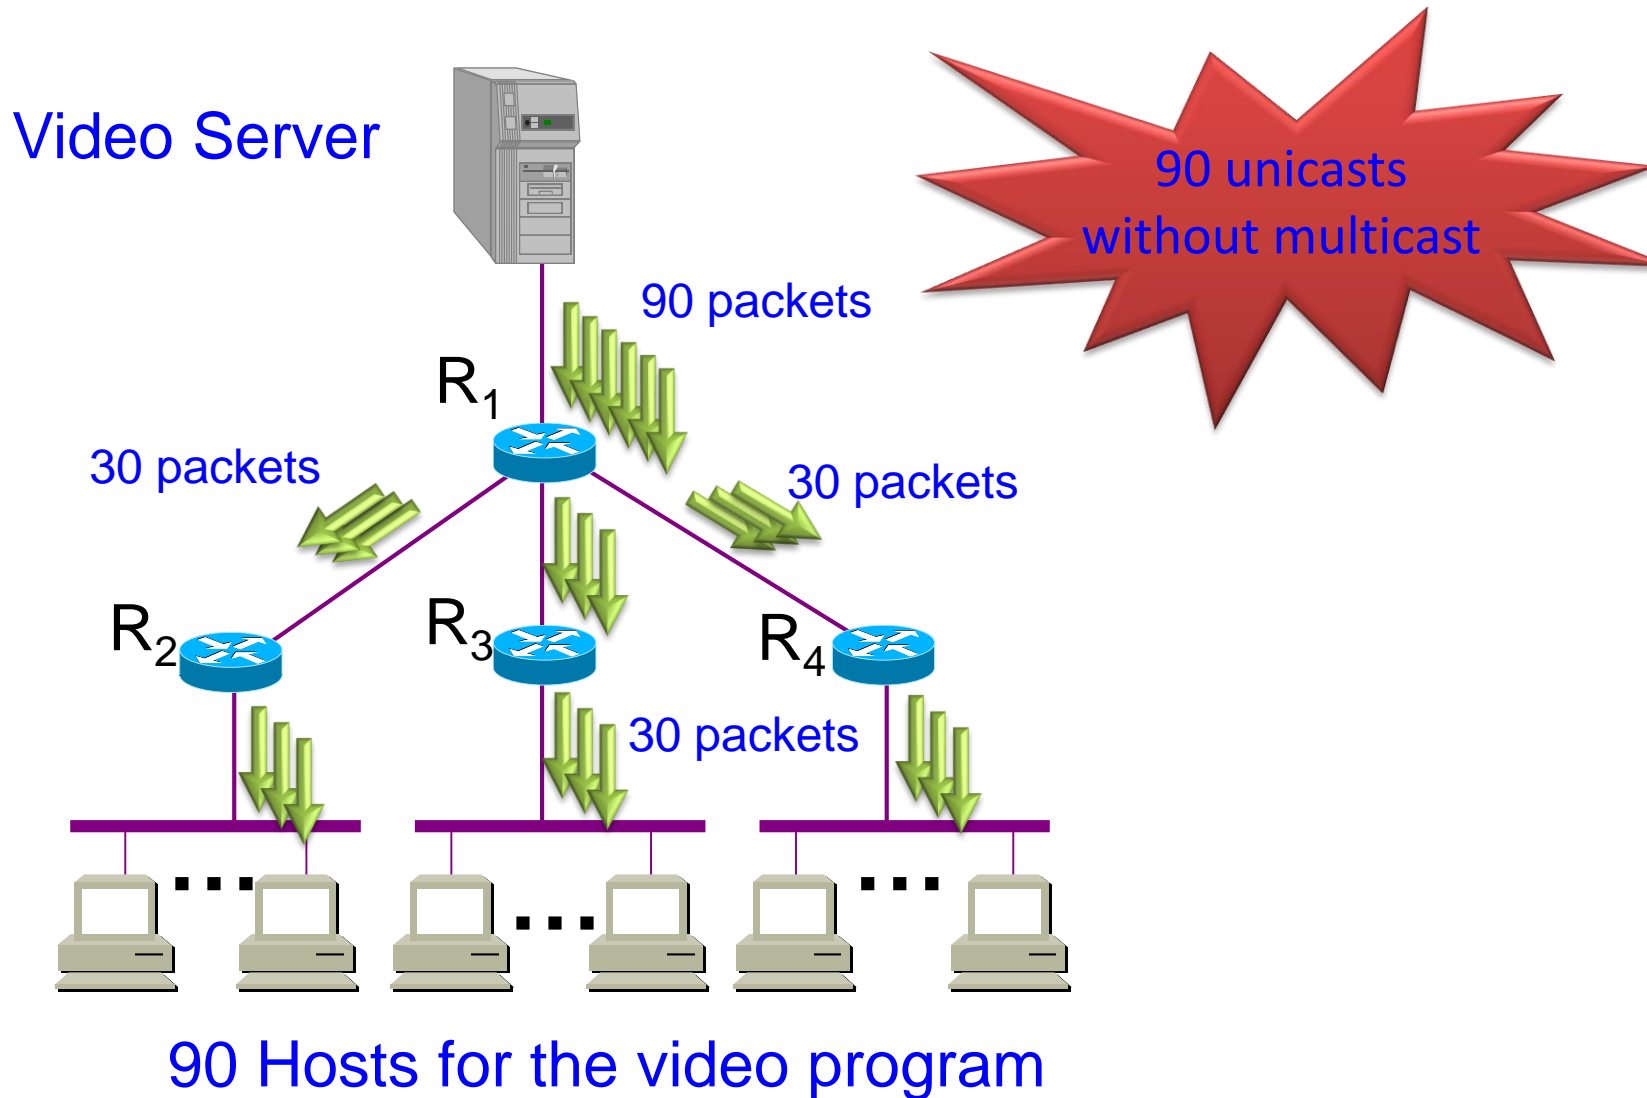 Video Server
90 unicasts
without multicast
90 packets
R₁
30 packets
30 packets
R₂
R₃
R₄
30 packets
...
...
...
90 Hosts for the video program